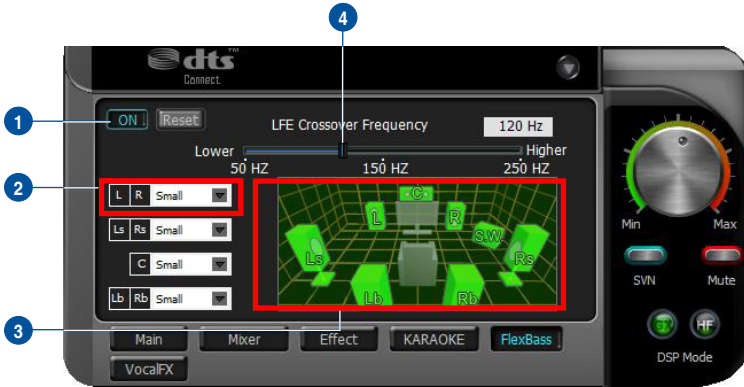 4
dts™
Connect
1
ON Reset
LFE Crossover Frequency 120 Hz
Lower Higher
50 HZ 150 HZ 250 HZ
2
L R Small
Ls Rs Small
C Small
Lb Rb Small
C
L R
S.W.
Ls Rs
Lb Rb
3
Min Max
SVN Mute
HF
DSP Mode
Main Mixer Effect KARAOKE FlexBass
VocalFX